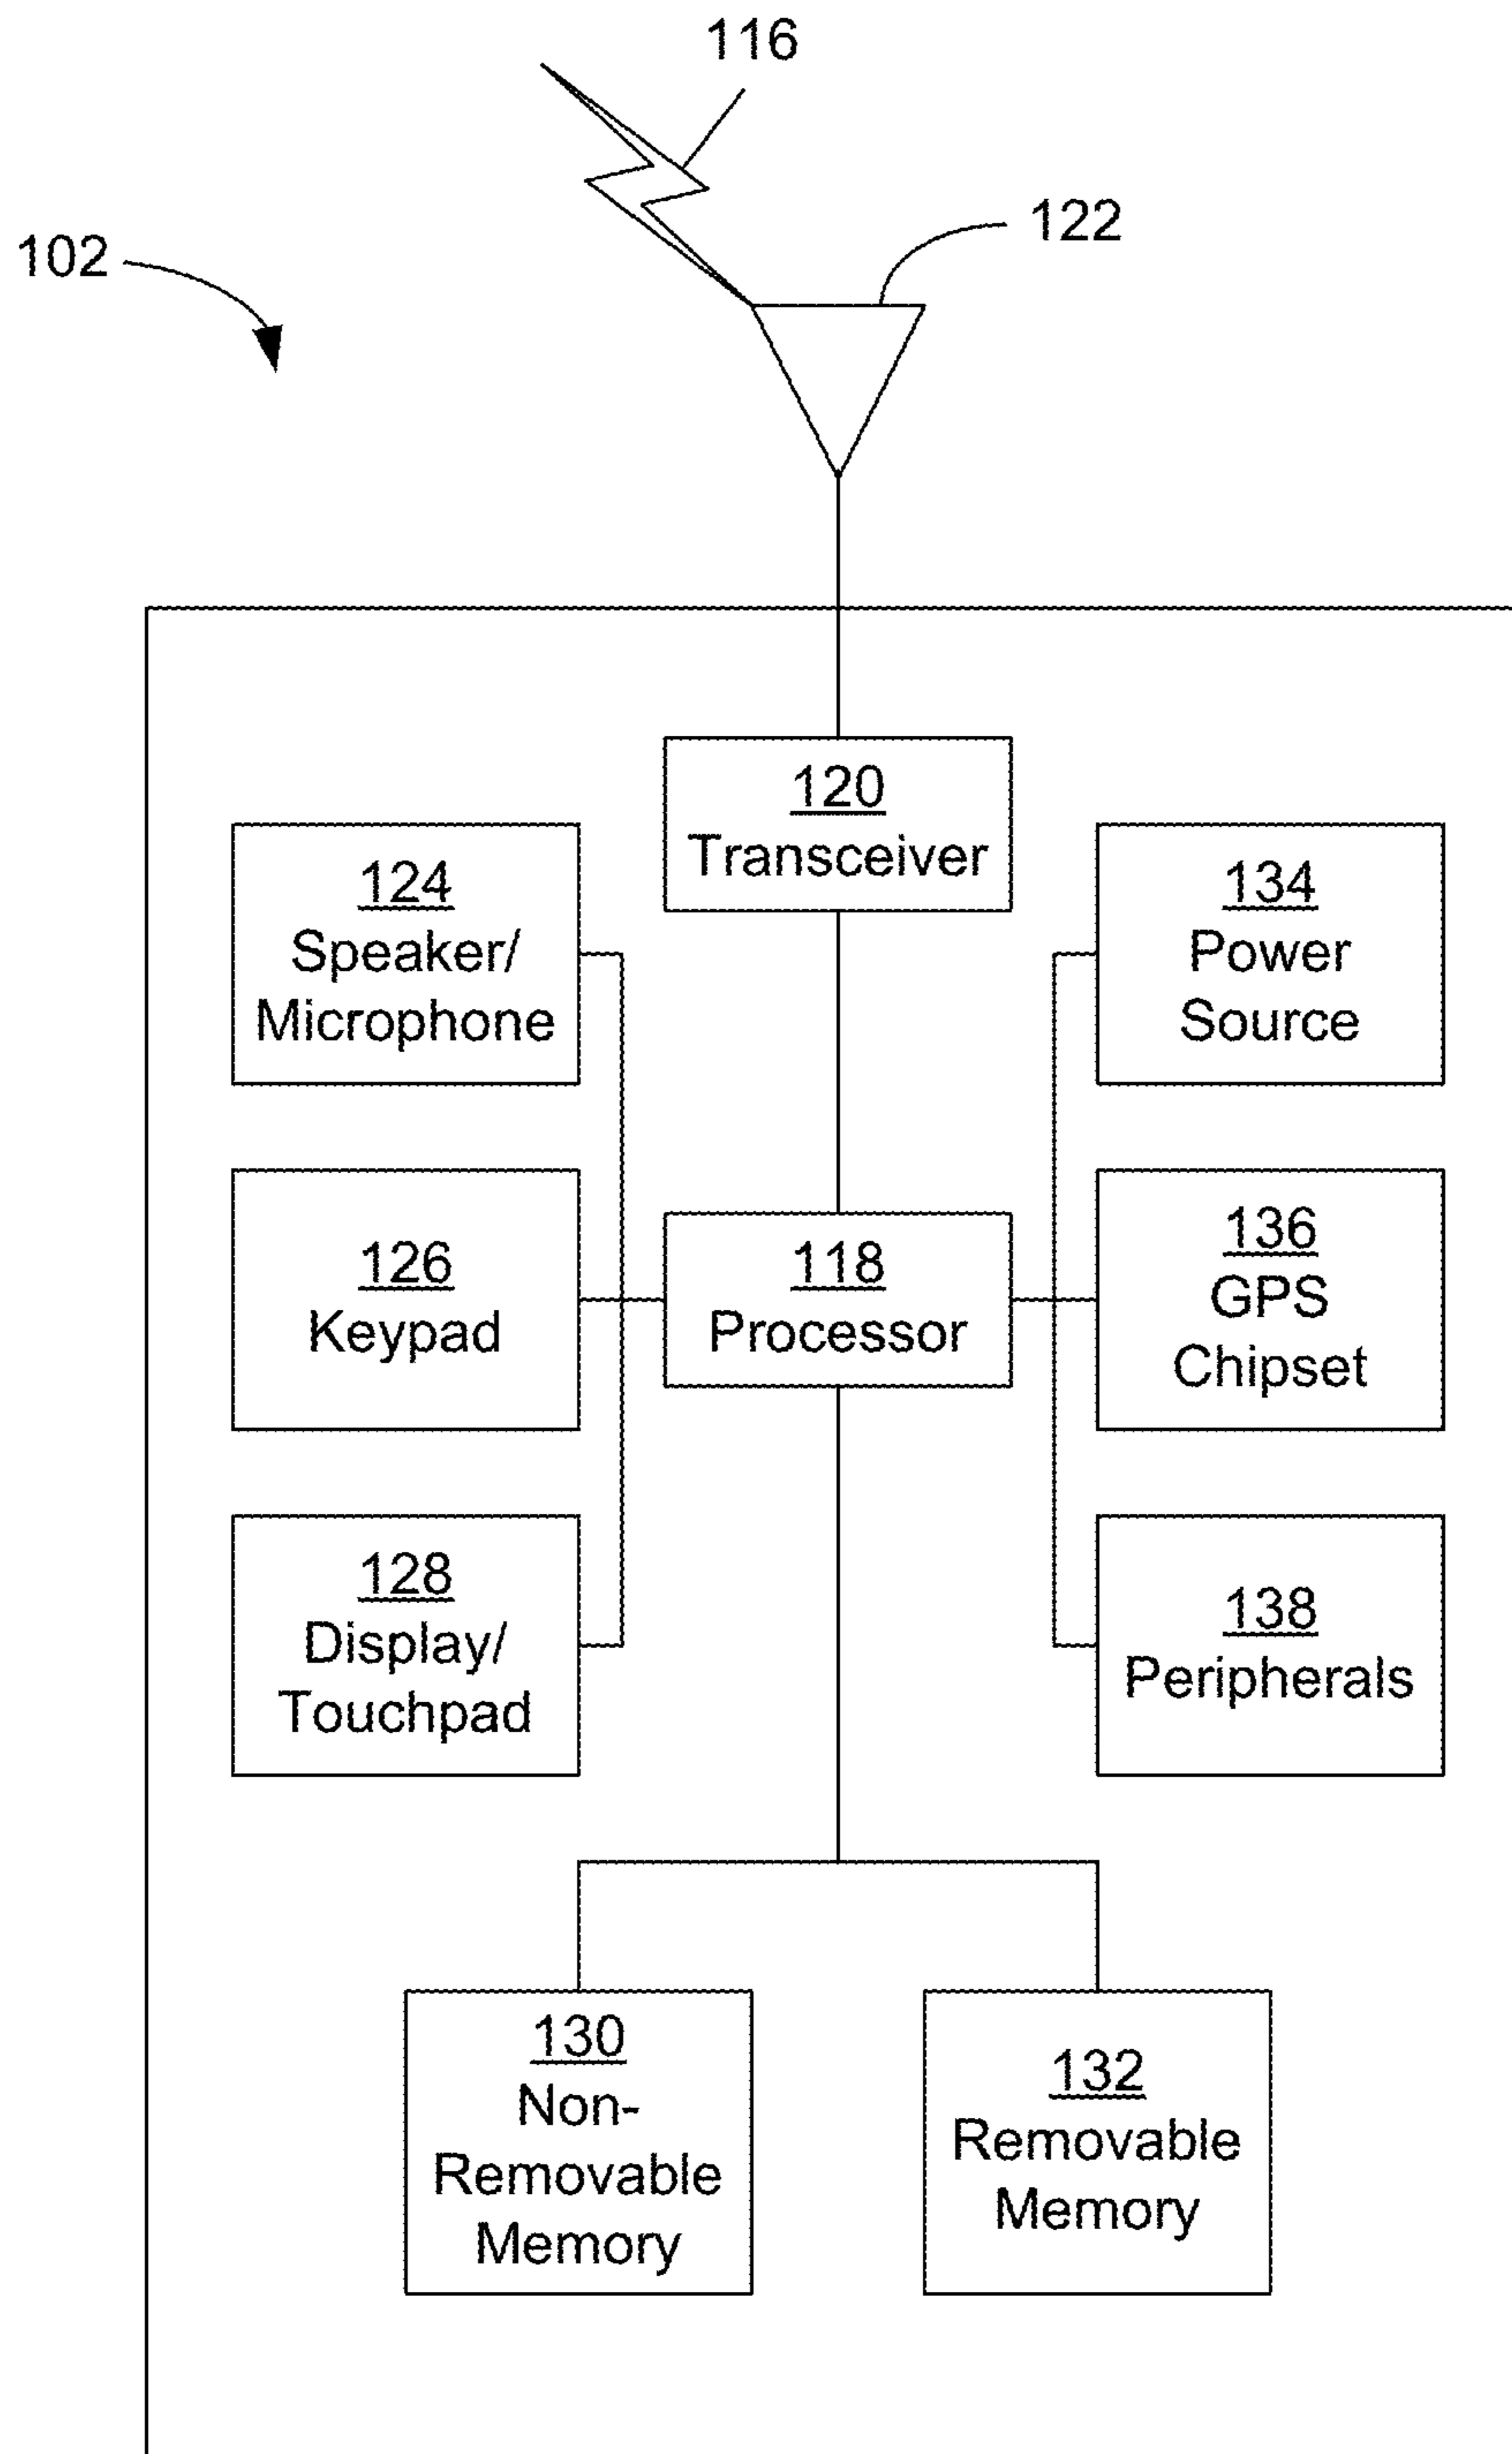 116
122
102
120
Transceiver
124
Speaker/
Microphone
134
Power
Source
126
Keypad
118
Processor
136
GPS
Chipset
128
Display/
Touchpad
138
Peripherals
130
Non-
Removable
Memory
132
Removable
Memory